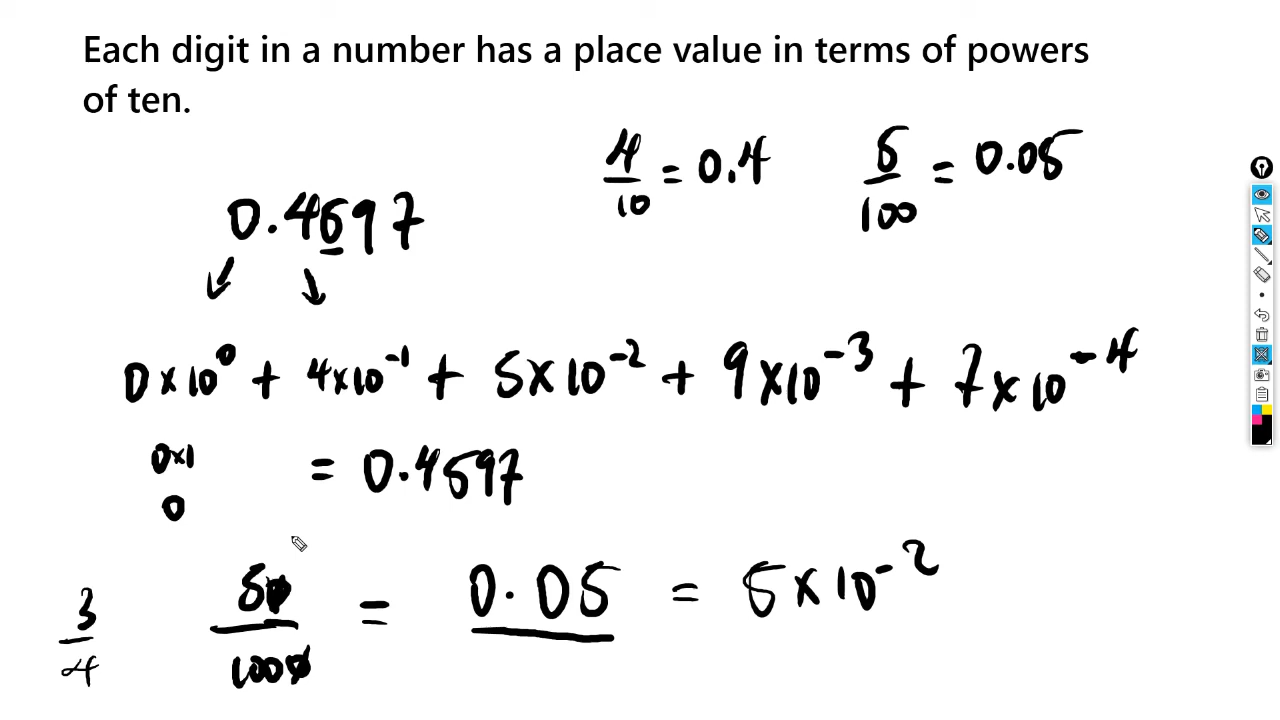 Each digit in a number has a place value in terms of powers
of ten.
4/10 = 0.4
5/100 = 0.05
0.4597
0×10⁰ + 4×10⁻¹ + 5×10⁻² + 9×10⁻³ + 7×10⁻⁴
0×1
= 0.4597
0
3/4
50/1000 = 0.05 = 5×10⁻²